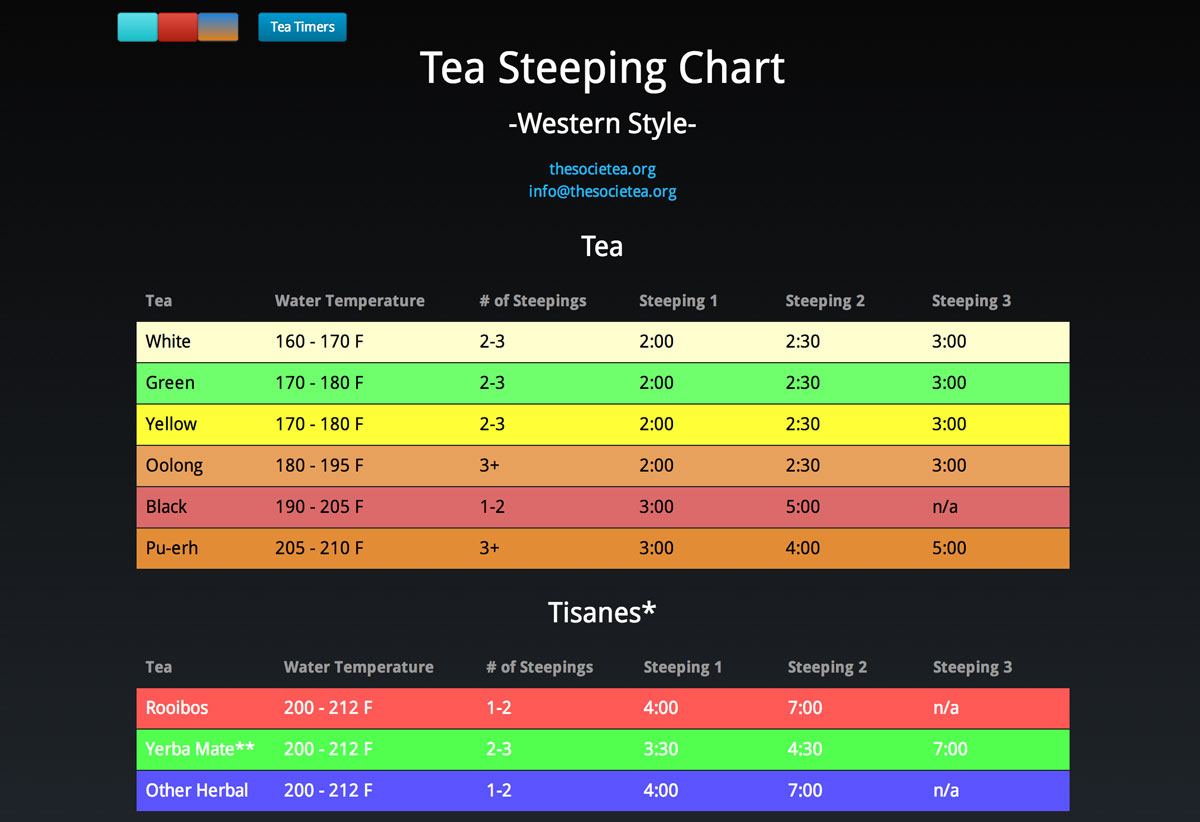 Tea Timers
Tea Steeping Chart
-Western Style-
thesocietea.org
info@thesocietea.org
Tea
Tea Water Temperature # of Steepings Steeping 1 Steeping 2 Steeping 3
White 160 - 170 F 2-3 2:00 2:30 3:00
Green 170 - 180 F 2-3 2:00 2:30 3:00
Yellow 170 - 180 F 2-3 2:00 2:30 3:00
Oolong 180 - 195 F 3+ 2:00 2:30 3:00
Black 190 - 205 F 1-2 3:00 5:00 n/a
Pu-erh 205 - 210 F 3+ 3:00 4:00 5:00
Tisanes*
Tea Water Temperature # of Steepings Steeping 1 Steeping 2 Steeping 3
Rooibos 200 - 212 F 1-2 4:00 7:00 n/a
Yerba Mate** 200 - 212 F 2-3 3:30 4:30 7:00
Other Herbal 200 - 212 F 1-2 4:00 7:00 n/a